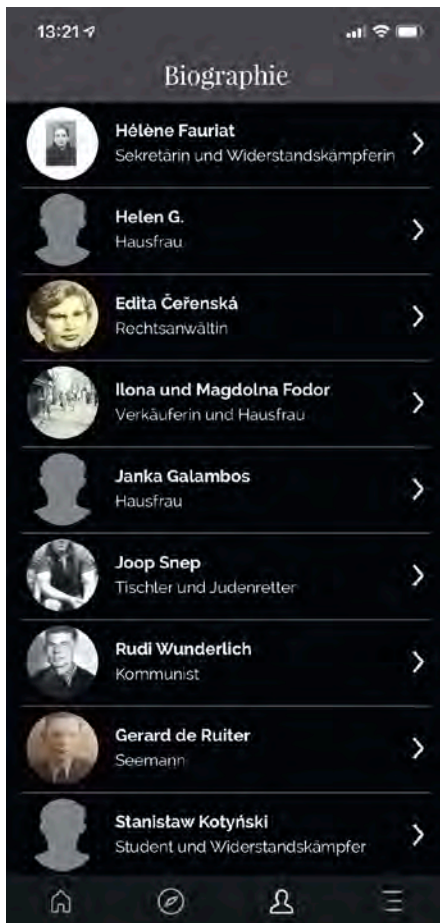 13:21
Biographie
Hélène Fauriat
Sekretärin und Widerstandskämpferin
Helen G.
Hausfrau
Edita Čeřenská
Rechtsanwältin
Ilona und Magdolna Fodor
Verkäuferin und Hausfrau
Janka Galambos
Hausfrau
Joop Snep
Tischler und Judenretter
Rudi Wunderlich
Kommunist
Gerard de Ruiter
Seemann
Stanisław Kotyński
Student und Widerstandskämpfer